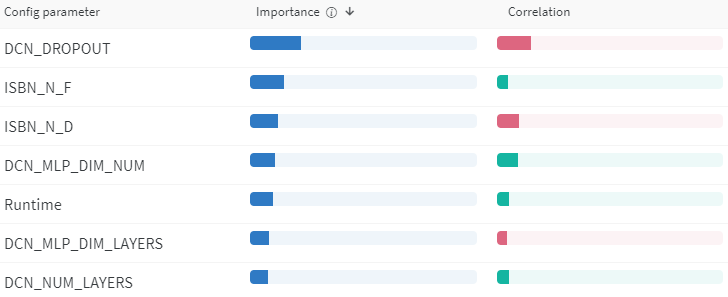 Config parameter Importance ⓘ ↓ Correlation
DCN_DROPOUT
ISBN_N_F
ISBN_N_D
DCN_MLP_DIM_NUM
Runtime
DCN_MLP_DIM_LAYERS
DCN_NUM_LAYERS